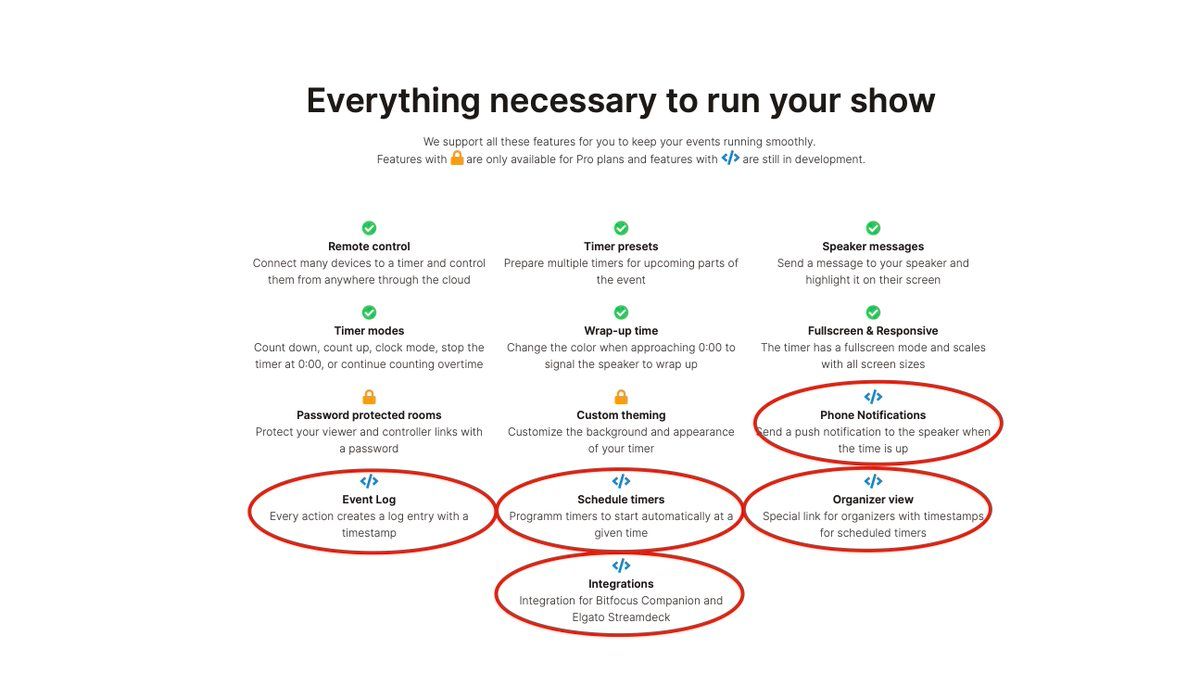 Everything necessary to run your show
We support all these features for you to keep your events running smoothly.
Features with are only available for Pro plans and features with </> are still in development.
Remote control
Connect many devices to a timer and control
them from anywhere through the cloud
Timer presets
Prepare multiple timers for upcoming parts of
the event
Speaker messages
Send a message to your speaker and
highlight it on their screen
Timer modes
Count down, count up, clock mode, stop the
timer at 0:00, or continue counting overtime
Wrap-up time
Change the color when approaching 0:00 to
signal the speaker to wrap up
Fullscreen & Responsive
The timer has a fullscreen mode and scales
with all screen sizes
Password protected rooms
Protect your viewer and controller links with
a password
Custom theming
Customize the background and appearance
of your timer
</>
Phone Notifications
Send a push notification to the speaker when
the time is up
</>
Event Log
Every action creates a log entry with a
timestamp
</>
Schedule timers
Programm timers to start automatically at a
given time
</>
Organizer view
Special link for organizers with timestamps
for scheduled timers
</>
Integrations
Integration for Bitfocus Companion and
Elgato Streamdeck